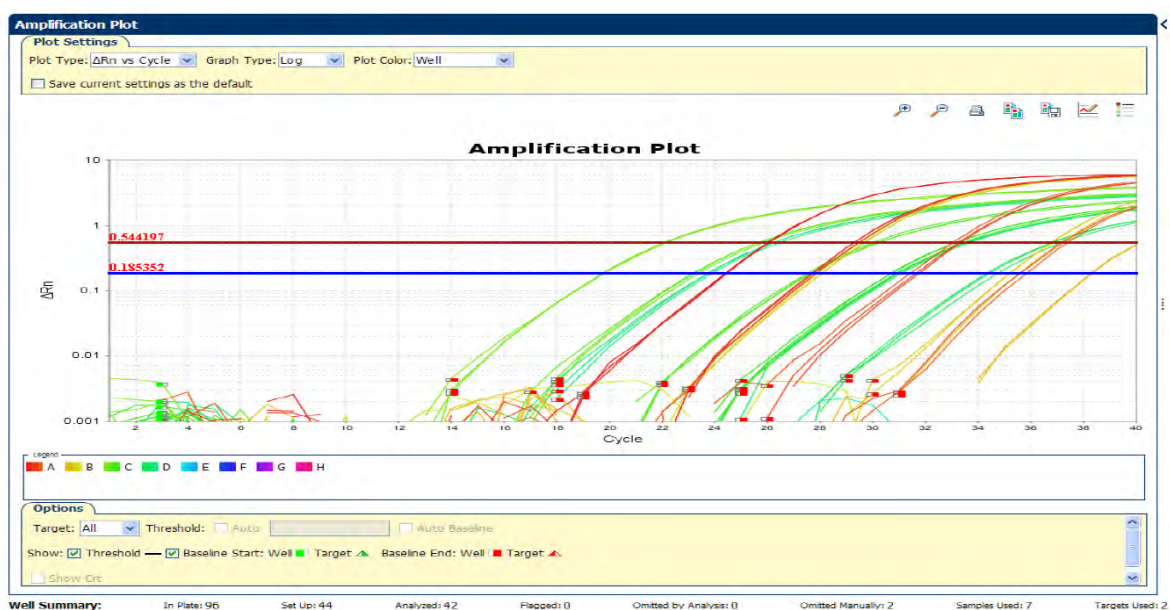 Amplification Plot
Plot Settings
Plot Type: ΔRn vs Cycle Graph Type: Log Plot Color: Well
Save current settings as the default
Amplification Plot
10
1
0.544197
0.185352
0.1
0.01
0.001
ΔRn
2 4 6 8 10 12 14 16 18 20 22 24 26 28 30 32 34 36 38 40
Cycle
Legend
A B C D E F G H
Options
Target: All Threshold: Auto Auto Baseline
Show: Threshold Baseline Start: Well Target Baseline End: Well Target
Show Crt
Well Summary: In Plate: 96 Set Up: 44 Analyzed: 42 Flagged: 0 Omitted by Analysis: 0 Omitted Manually: 2 Samples Used: 7 Targets Used: 2